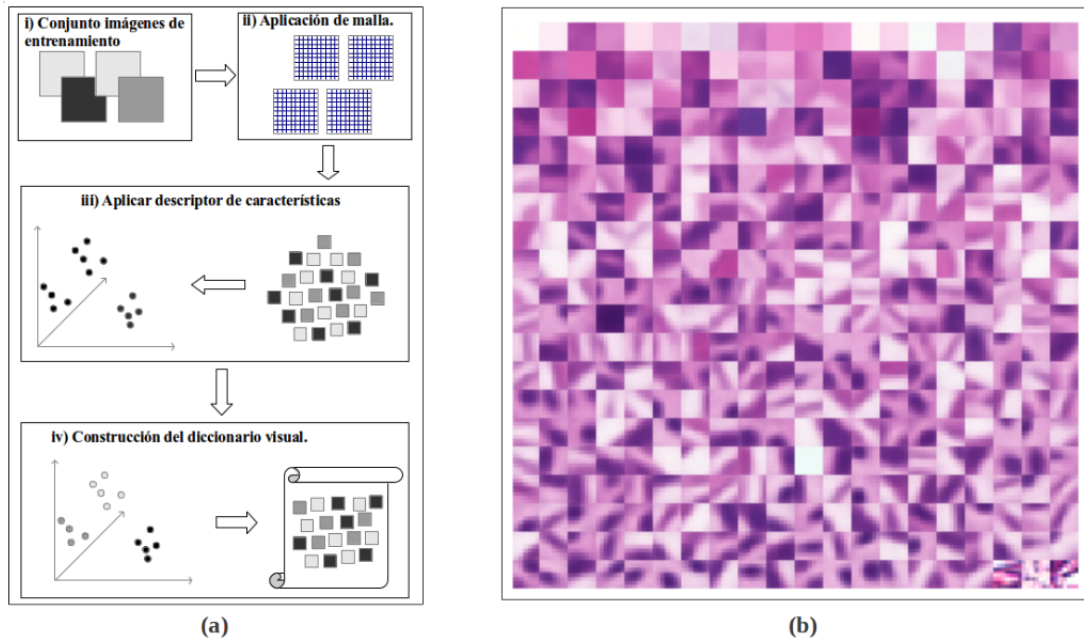 i) Conjunto imágenes de
entrenamiento
ii) Aplicación de malla.
iii) Aplicar descriptor de características
iv) Construcción del diccionario visual.
(a)
(b)